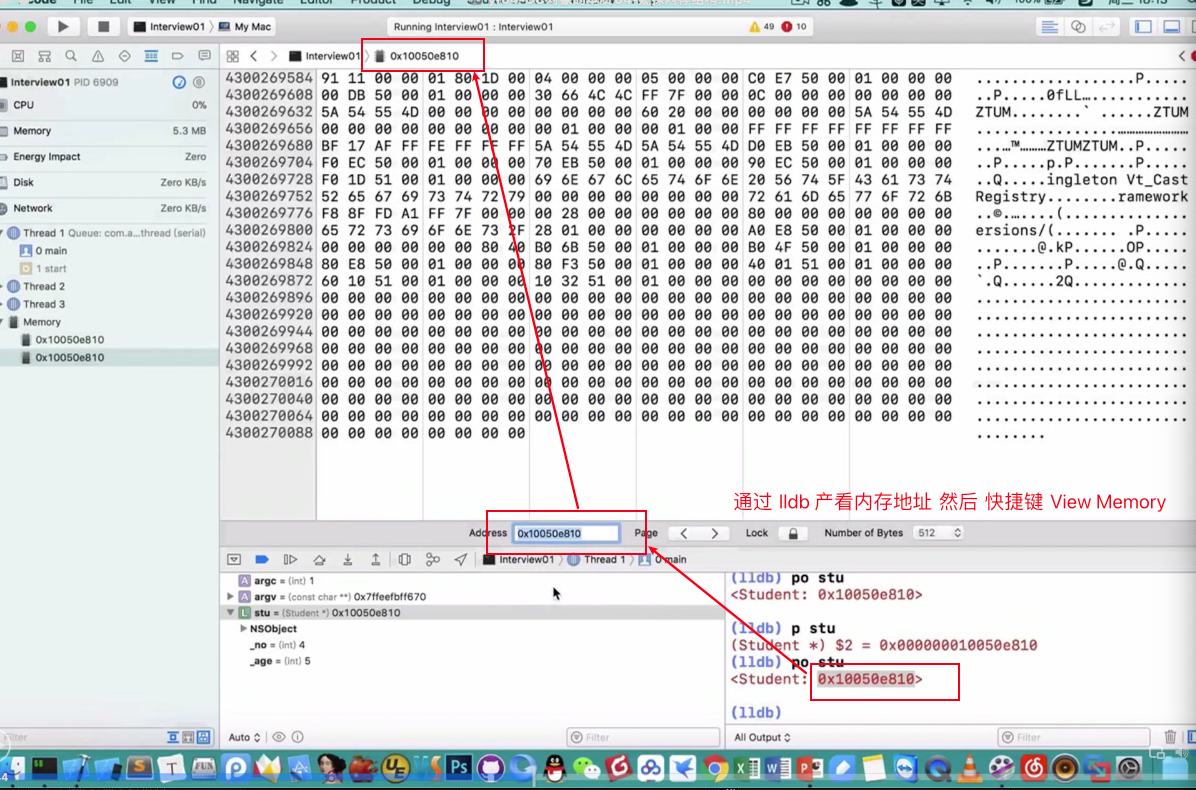 Edit View Find Navigate Editor Product Debug
Interview01 My Mac
Running Interview01 : Interview01
49 10
Interview01 0x10050e810
Interview01 PID 6909
CPU 0%
Memory 5.3 MB
Energy Impact Zero
Disk Zero KB/s
Network Zero KB/s
Thread 1 Queue: com.a...thread (serial)
0 main
1 start
Thread 2
Thread 3
Memory
0x10050e810
0x10050e810
4300269584 91 11 00 00 01 80 1D 00 04 00 00 00 05 00 00 00 C0 E7 50 00 01 00 00 00
4300269608 00 DB 50 00 01 00 00 00 30 66 4C 4C FF 7F 00 00 0C 00 00 00 00 00 00 00
4300269632 5A 54 55 4D 00 00 00 00 00 00 00 00 60 20 00 00 00 00 00 00 5A 54 55 4D
4300269656 00 00 00 00 00 00 00 00 00 01 00 00 00 01 00 00 FF FF FF FF FF FF FF FF
4300269680 BF 17 AF FF FE FF FF FF 5A 54 55 4D 5A 54 55 4D D0 EB 50 00 01 00 00 00
4300269704 F0 EC 50 00 01 00 00 00 70 EB 50 00 01 00 00 00 90 EC 50 00 01 00 00 00
4300269728 F0 1D 51 00 01 00 00 00 69 6E 67 6C 65 74 6F 6E 20 56 74 5F 43 61 73 74
4300269752 52 65 67 69 73 74 72 79 00 00 00 00 00 00 00 00 72 61 6D 65 77 6F 72 6B
4300269776 F8 8F FD A1 FF 7F 00 00 00 28 00 00 00 00 00 00 80 00 00 00 00 00 00 00
4300269800 65 72 73 69 6F 6E 73 2F 28 01 00 00 00 00 00 00 A0 E8 50 00 01 00 00 00
4300269824 00 00 00 00 00 00 80 40 B0 6B 50 00 01 00 00 00 B0 4F 50 00 01 00 00 00
4300269848 80 E8 50 00 01 00 00 00 80 F3 50 00 01 00 00 00 40 01 51 00 01 00 00 00
4300269872 60 10 51 00 01 00 00 00 10 32 51 00 01 00 00 00 00 00 00 00 00 00 00 00
4300269896 00 00 00 00 00 00 00 00 00 00 00 00 00 00 00 00 00 00 00 00 00 00 00 00
4300269920 00 00 00 00 00 00 00 00 00 00 00 00 00 00 00 00 00 00 00 00 00 00 00 00
4300269944 00 00 00 00 00 00 00 00 00 00 00 00 00 00 00 00 00 00 00 00 00 00 00 00
4300269968 00 00 00 00 00 00 00 00 00 00 00 00 00 00 00 00 00 00 00 00 00 00 00 00
4300269992 00 00 00 00 00 00 00 00 00 00 00 00 00 00 00 00 00 00 00 00 00 00 00 00
4300270016 00 00 00 00 00 00 00 00 00 00 00 00 00 00 00 00 00 00 00 00 00 00 00 00
4300270040 00 00 00 00 00 00 00 00 00 00 00 00 00 00 00 00 00 00 00 00 00 00 00 00
4300270064 00 00 00 00 00 00 00 00 00 00 00 00 00 00 00 00 00 00 00 00 00 00 00 00
4300270088 00 00 00 00 00 00 00 00
通过 lldb 产看内存地址 然后 快捷键 View Memory
Address 0x10050e810 Page Lock Number of Bytes 512
Interview01 Thread 1 0 main
argc = (int) 1
argv = (const char **) 0x7ffeefbff670
stu = (Student *) 0x10050e810
NSObject
_no = (int) 4
_age = (int) 5
(lldb) po stu
<Student: 0x10050e810>
(lldb) p stu
(Student *) $2 = 0x000000010050e810
(lldb) po stu
<Student: 0x10050e810>
(lldb)
Filter
Auto
Filter
All Output
Filter